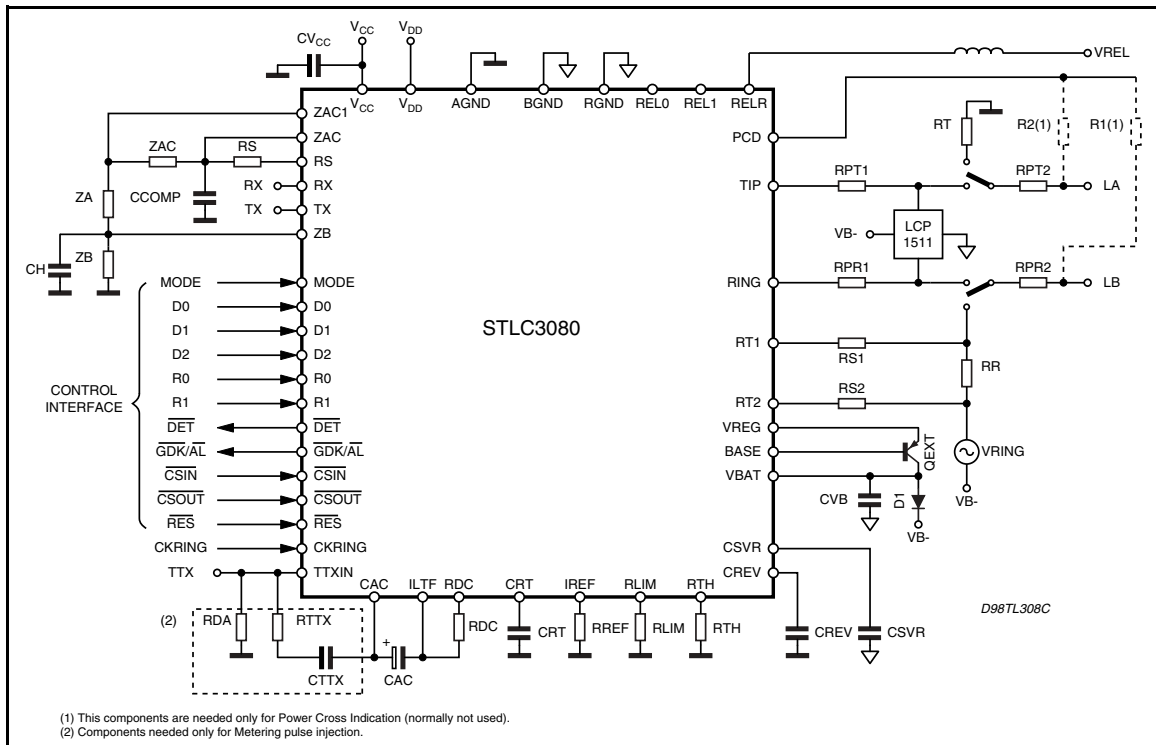 CVCC
VCC
VDD
VCC
VDD
AGND
BGND
RGND
REL0
REL1
RELR
VREL
ZAC1
ZAC
RS
RX
TX
ZB
MODE
D0
D1
D2
R0
R1
DET
GDK/AL
CSIN
CSOUT
RES
CKRING
TTXIN
ZAC
RS
ZA
CCOMP
RX
TX
CH
ZB
CONTROL
INTERFACE
MODE
D0
D1
D2
R0
R1
DET
GDK/AL
CSIN
CSOUT
RES
CKRING
TTX
STLC3080
PCD
TIP
RING
RT1
RT2
VREG
BASE
VBAT
CSVR
CREV
RT
R2(1)
R1(1)
RPT1
RPT2
LA
VB-
LCP
1511
RPR1
RPR2
LB
RS1
RR
RS2
QEXT
VRING
VB-
CVB
D1
VB-
CAC
ILTF
RDC
CRT
IREF
RLIM
RTH
(2)
RDA
RTTX
CTTX
+
CAC
RDC
CRT
RREF
RLIM
RTH
CREV
CSVR
D98TL308C
(1) This components are needed only for Power Cross Indication (normally not used).
(2) Components needed only for Metering pulse injection.